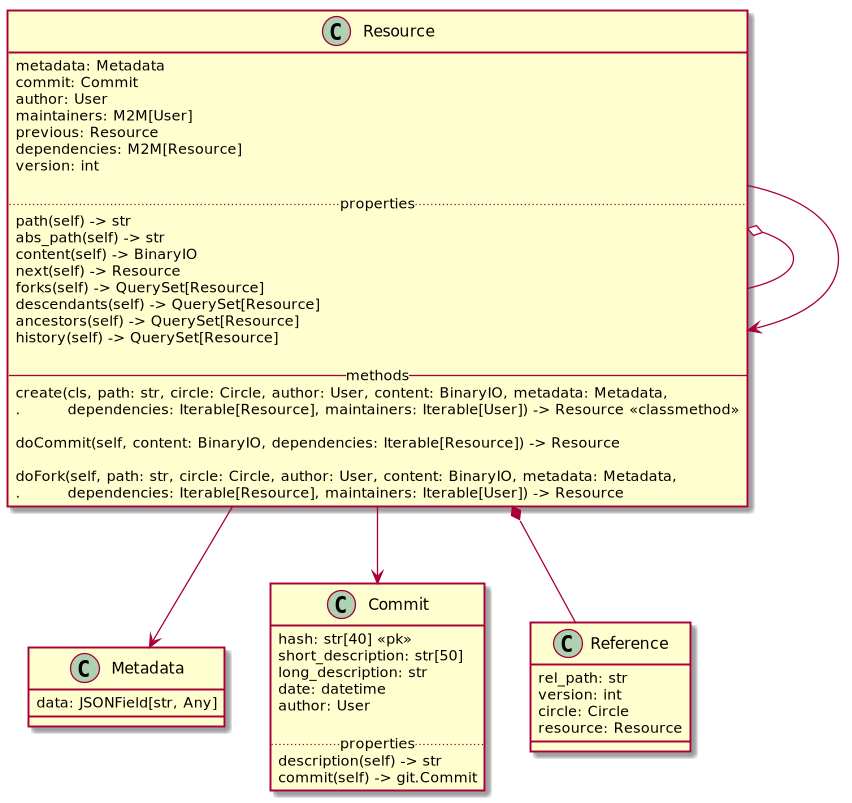 C Resource
metadata: Metadata
commit: Commit
author: User
maintainers: M2M[User]
previous: Resource
dependencies: M2M[Resource]
version: int
properties
path(self) -> str
abs_path(self) -> str
content(self) -> BinaryIO
next(self) -> Resource
forks(self) -> QuerySet[Resource]
descendants(self) -> QuerySet[Resource]
ancestors(self) -> QuerySet[Resource]
history(self) -> QuerySet[Resource]
methods
create(cls, path: str, circle: Circle, author: User, content: BinaryIO, metadata: Metadata,
. dependencies: Iterable[Resource], maintainers: Iterable[User]) -> Resource «classmethod»
doCommit(self, content: BinaryIO, dependencies: Iterable[Resource]) -> Resource
doFork(self, path: str, circle: Circle, author: User, content: BinaryIO, metadata: Metadata,
. dependencies: Iterable[Resource], maintainers: Iterable[User]) -> Resource
C Metadata
data: JSONField[str, Any]
C Commit
hash: str[40] «pk»
short_description: str[50]
long_description: str
date: datetime
author: User
properties
description(self) -> str
commit(self) -> git.Commit
C Reference
rel_path: str
version: int
circle: Circle
resource: Resource